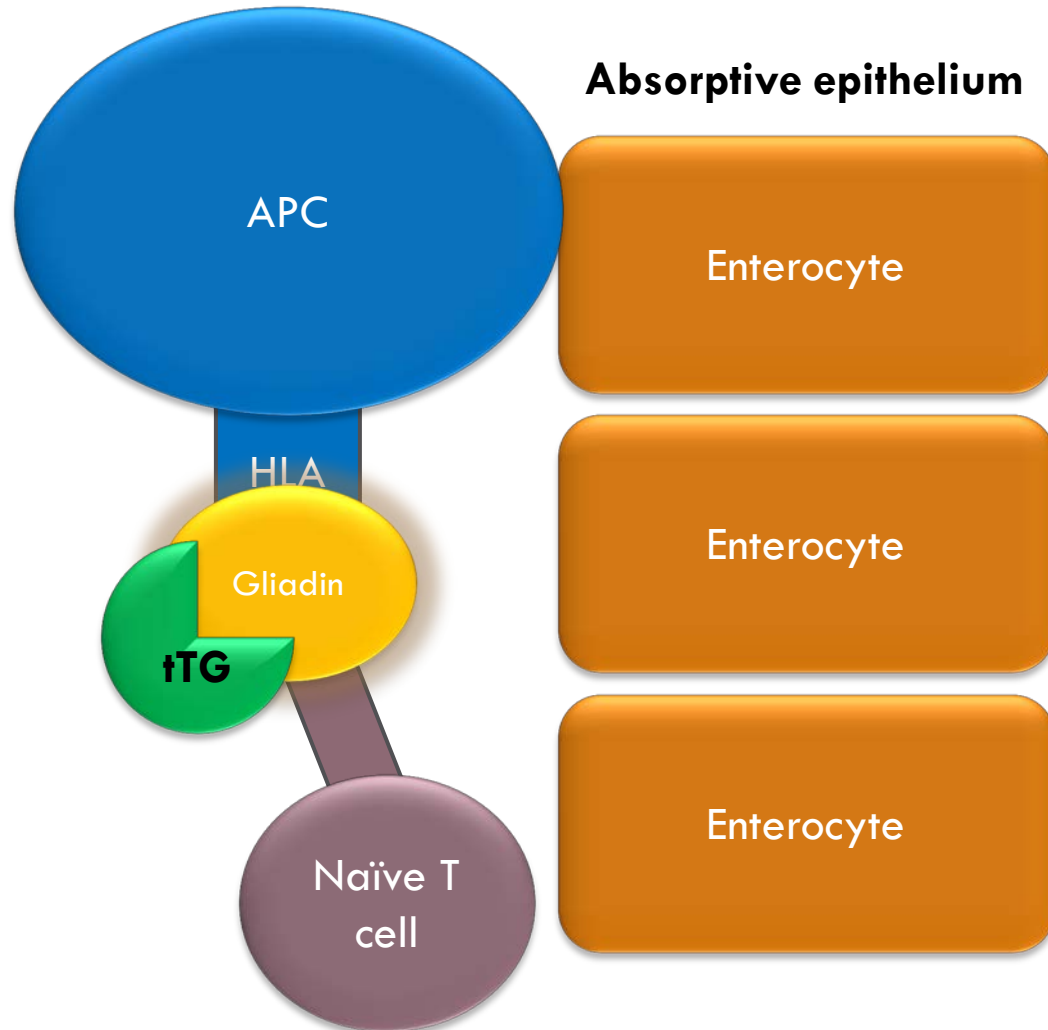 Absorptive epithelium
APC
Enterocyte
HLA
Enterocyte
Gliadin
tTG
Enterocyte
Naïve T
cell